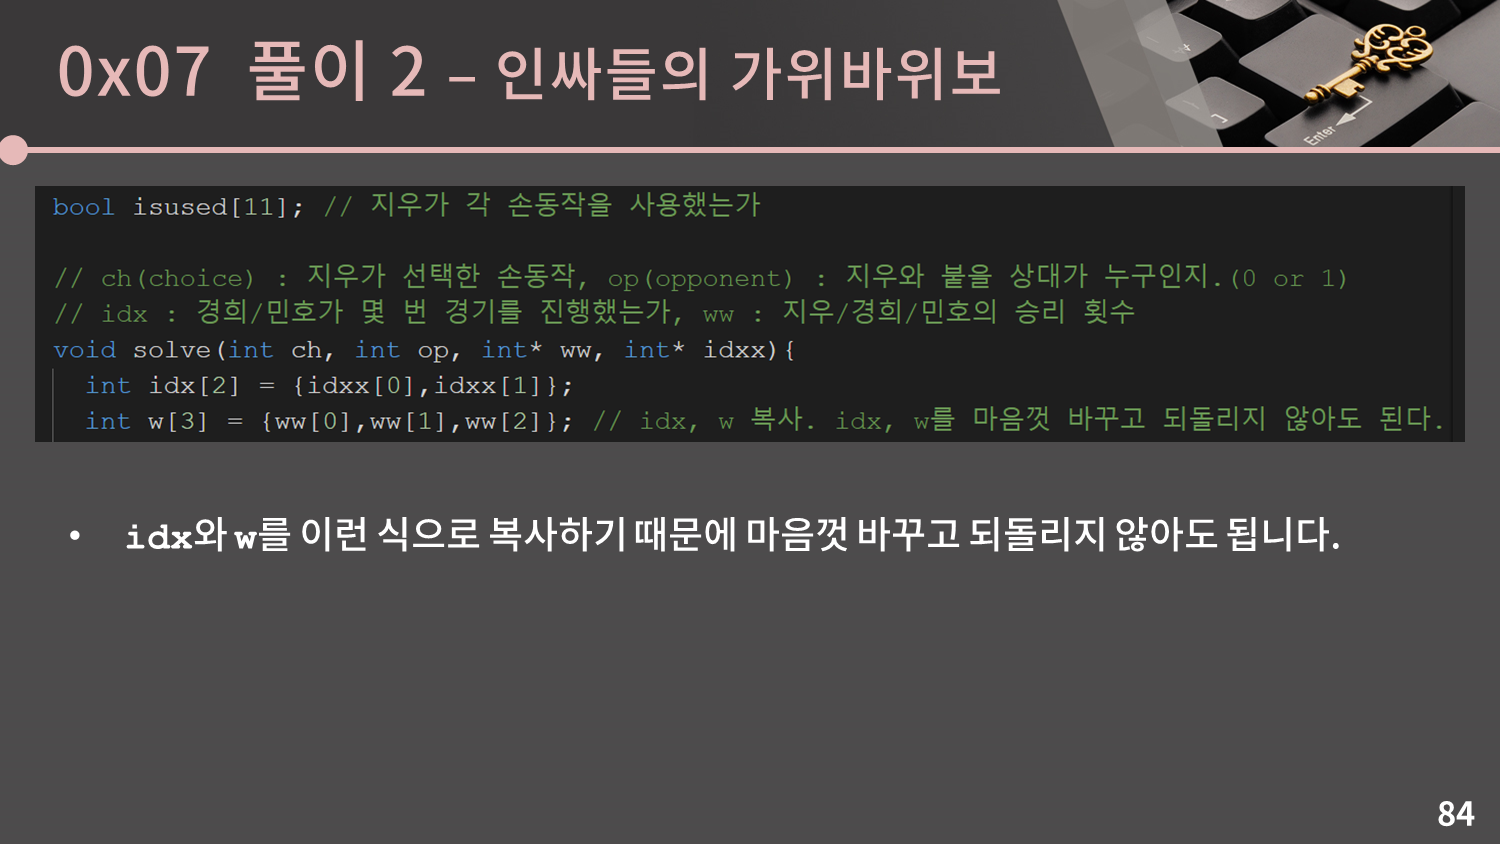 0x07 풀이 2 – 인싸들의 가위바위보
Enter
bool isused[11]; // 지우가 각 손동작을 사용했는가
// ch(choice) : 지우가 선택한 손동작, op(opponent) : 지우와 붙을 상대가 누구인지.(0 or 1)
// idx : 경희/민호가 몇 번 경기를 진행했는가, ww : 지우/경희/민호의 승리 횟수
void solve(int ch, int op, int* ww, int* idxx){
int idx[2] = {idxx[0],idxx[1]};
int w[3] = {ww[0],ww[1],ww[2]}; // idx, w 복사. idx, w를 마음껏 바꾸고 되돌리지 않아도 된다.
• idx와 w를 이런 식으로 복사하기 때문에 마음껏 바꾸고 되돌리지 않아도 됩니다.
84